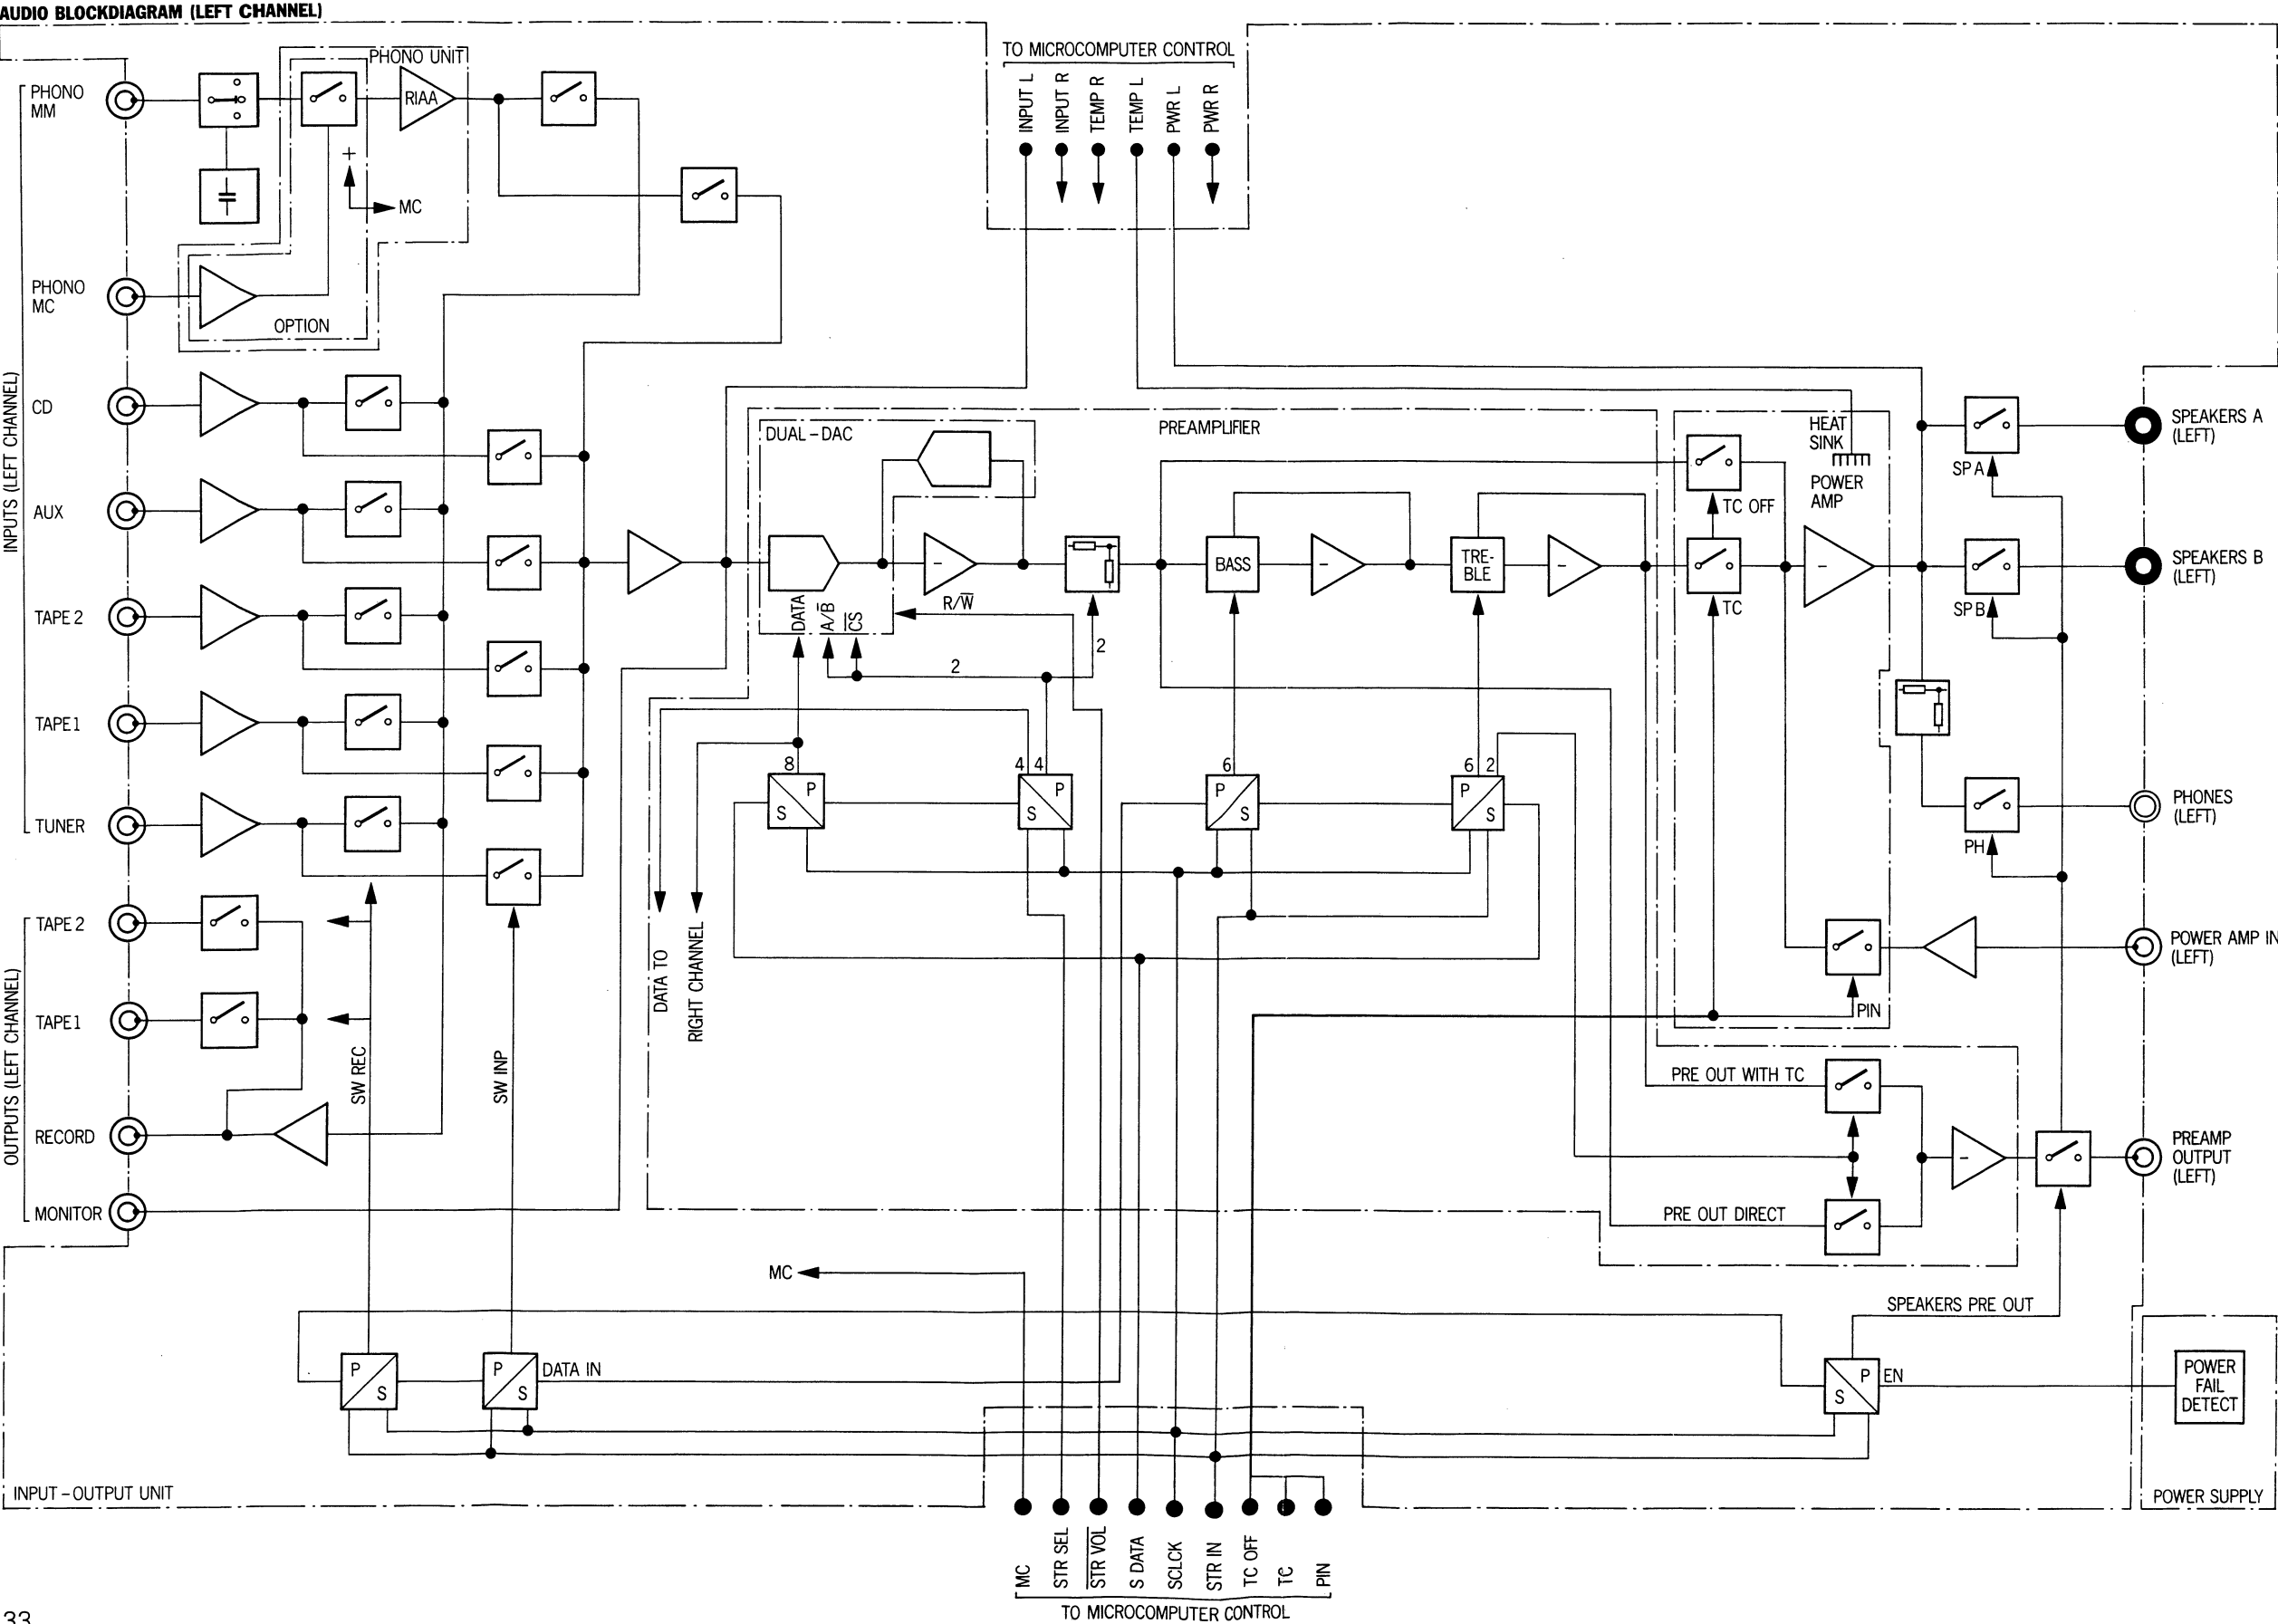 AUDIO BLOCKDIAGRAM (LEFT CHANNEL)
TO MICROCOMPUTER CONTROL
INPUT L
INPUT R
TEMP R
TEMP L
PWR L
PWR R
INPUTS (LEFT CHANNEL)
PHONO
MM
PHONO UNIT
RIAA
+
MC
PHONO
MC
OPTION
CD
AUX
TAPE 2
TAPE 1
TUNER
OUTPUTS (LEFT CHANNEL)
TAPE 2
TAPE 1
RECORD
MONITOR
SW REC
SW INP
DUAL-DAC
PREAMPLIFIER
DATA
A/B̅
C̅S̅
R/W̅
-
2
2
BASS
-
TRE-
BLE
-
HEAT
SINK
POWER
AMP
-
TC OFF
TC
SP A
SPEAKERS A
(LEFT)
SP B
SPEAKERS B
(LEFT)
8
P
S
4 4
P
S
6
P
S
6 2
P
S
PH
PHONES
(LEFT)
DATA TO
RIGHT CHANNEL
POWER AMP IN
(LEFT)
PIN
PRE OUT WITH TC
-
PREAMP
OUTPUT
(LEFT)
PRE OUT DIRECT
MC
SPEAKERS PRE OUT
P
S
P
S
DATA IN
P
S
EN
POWER
FAIL
DETECT
INPUT-OUTPUT UNIT
POWER SUPPLY
MC
STR SEL
S̅T̅R̅ V̅O̅L̅
S DATA
SCLCK
STR IN
TC OFF
TC
PIN
TO MICROCOMPUTER CONTROL
33